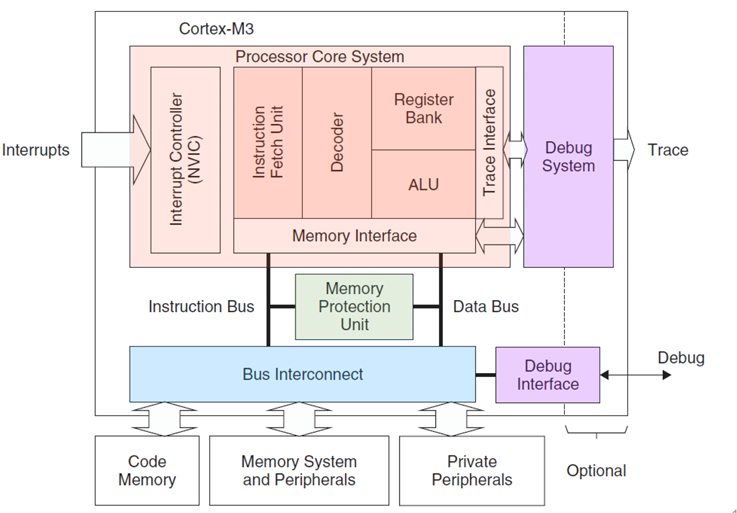 Cortex-M3
Processor Core System
Interrupts
Interrupt Controller
(NVIC)
Instruction
Fetch Unit
Decoder
Register
Bank
ALU
Trace Interface
Memory Interface
Debug
System
Trace
Instruction Bus
Memory
Protection
Unit
Data Bus
Bus Interconnect
Debug
Interface
Debug
Code
Memory
Memory System
and Peripherals
Private
Peripherals
Optional